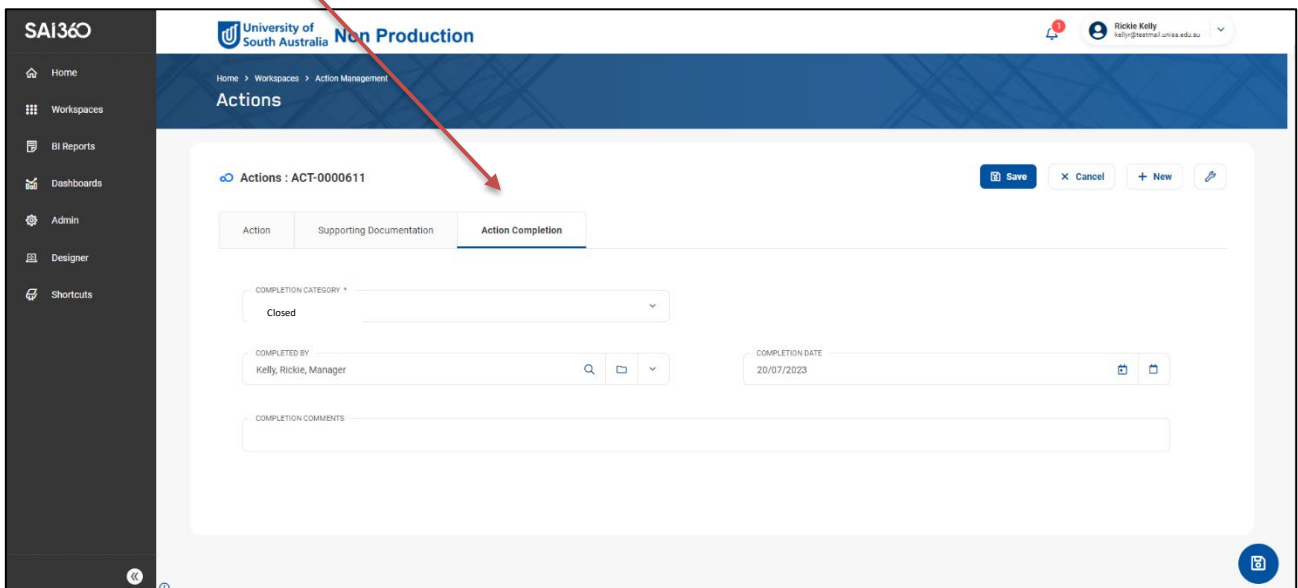 SAI360
University of
South Australia
Non Production
1
Rickie Kelly
kellyr@testmail.unisa.edu.au
Home
Workspaces
BI Reports
Dashboards
Admin
Designer
Shortcuts
Home > Workspaces > Action Management
Actions
Actions : ACT-0000611
Save
Cancel
+ New
Action
Supporting Documentation
Action Completion
COMPLETION CATEGORY *
Closed
COMPLETED BY
Kelly, Rickie, Manager
COMPLETION DATE
20/07/2023
COMPLETION COMMENTS